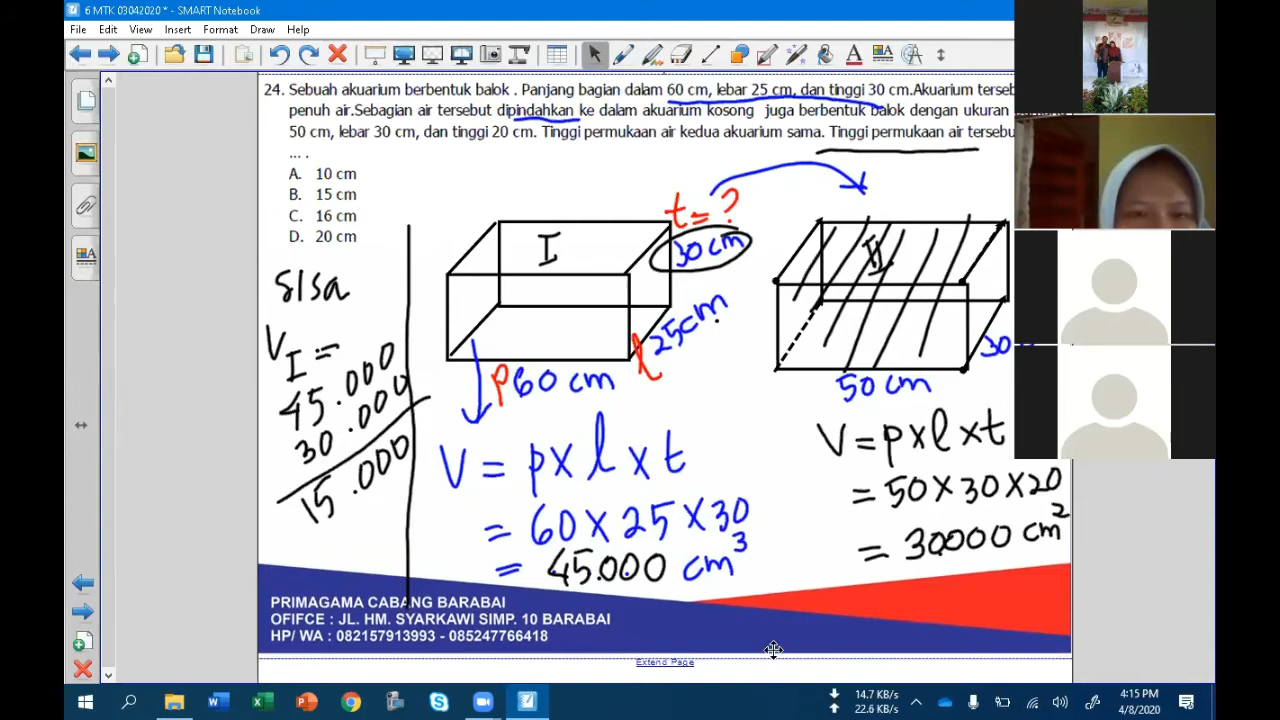 6 MTK 03042020 * - SMART Notebook
File Edit View Insert Format Draw Help
24. Sebuah akuarium berbentuk balok . Panjang bagian dalam 60 cm, lebar 25 cm, dan tinggi 30 cm.Akuarium terseb
penuh air.Sebagian air tersebut dipindahkan ke dalam akuarium kosong juga berbentuk balok dengan ukuran
50 cm, lebar 30 cm, dan tinggi 20 cm. Tinggi permukaan air kedua akuarium sama. Tinggi permukaan air tersebu
... .
A. 10 cm
B. 15 cm
C. 16 cm
D. 20 cm
sisa
V I =
45.000
30.000
15.000
I
t = ?
30 cm
25cm
l
p 60 cm
V = p x l x t
= 60 x 25 x 30
= 45.000 cm³
II
30
50 cm
V = p x l x t
= 50 x 30 x 20
= 30.000 cm²
PRIMAGAMA CABANG BARABAI
OFIFCE : JL. HM. SYARKAWI SIMP. 10 BARABAI
HP/ WA : 082157913993 - 085247766418
Extend Page
14.7 KB/s
22.6 KB/s
4:15 PM
4/8/2020